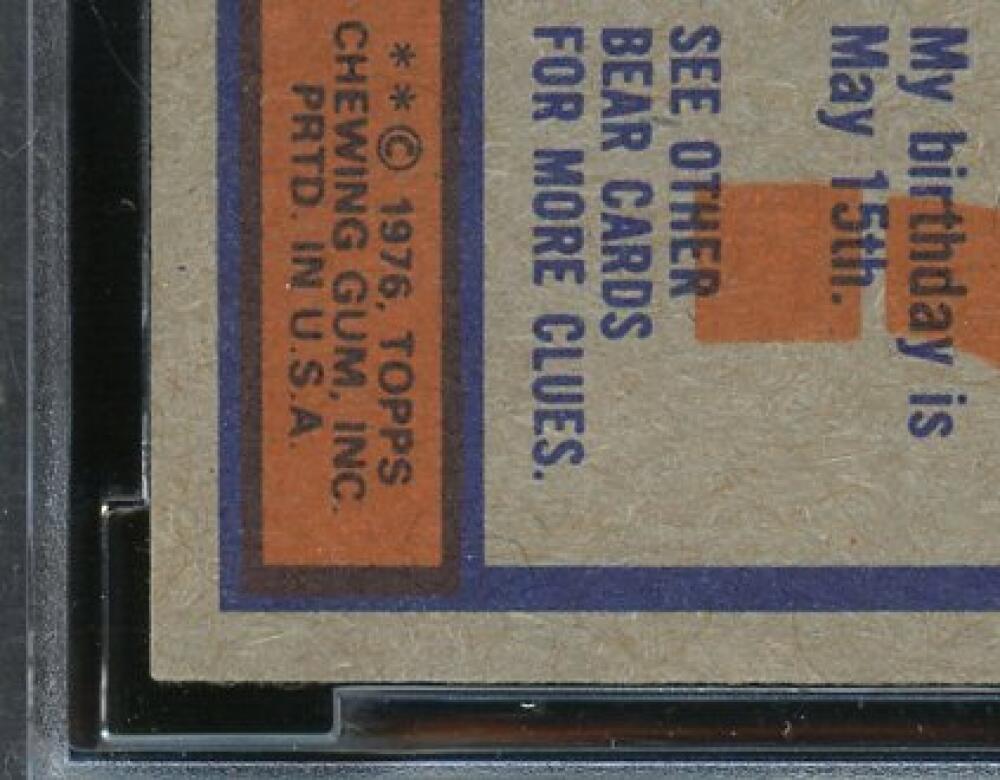 My birthday is
May 15th.
SEE OTHER
BEAR CARDS
FOR MORE CLUES.
**© 1976, TOPPS
CHEWING GUM, INC.
PRTD. IN U.S.A.